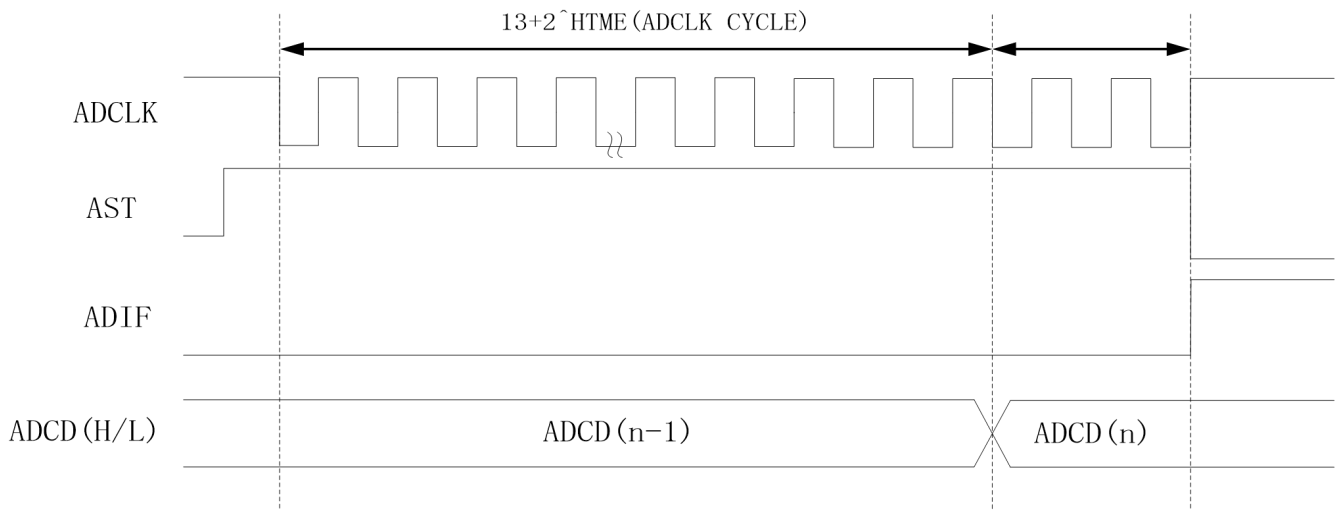 13+2^HTME(ADCLK CYCLE)
ADCLK
AST
ADIF
ADCD(H/L)
ADCD(n-1)
ADCD(n)